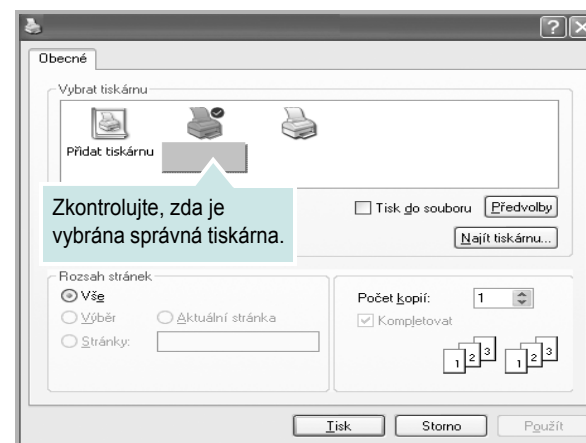 Obecné
Vybrat tiskárnu
Přidat tiskárnu
Zkontrolujte, zda je
vybrána správná tiskárna.
Tisk do souboru
Předvolby
Najít tiskárnu...
Rozsah stránek
Vše
Výběr
Aktuální stránka
Stránky:
Počet kopií:
1
Kompletovat
1 2 3 1 2 3
Tisk
Storno
Použít